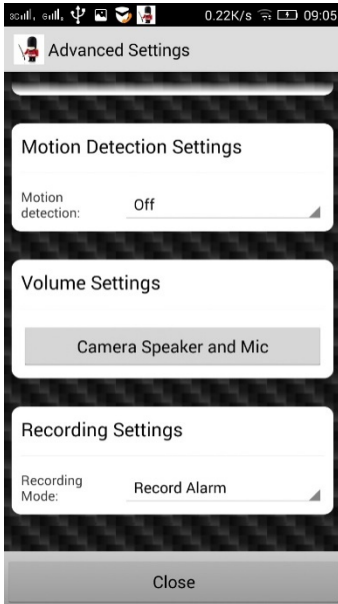 0.22K/s 09:05
Advanced Settings
Motion Detection Settings
Motion
detection:
Off
Volume Settings
Camera Speaker and Mic
Recording Settings
Recording
Mode:
Record Alarm
Close